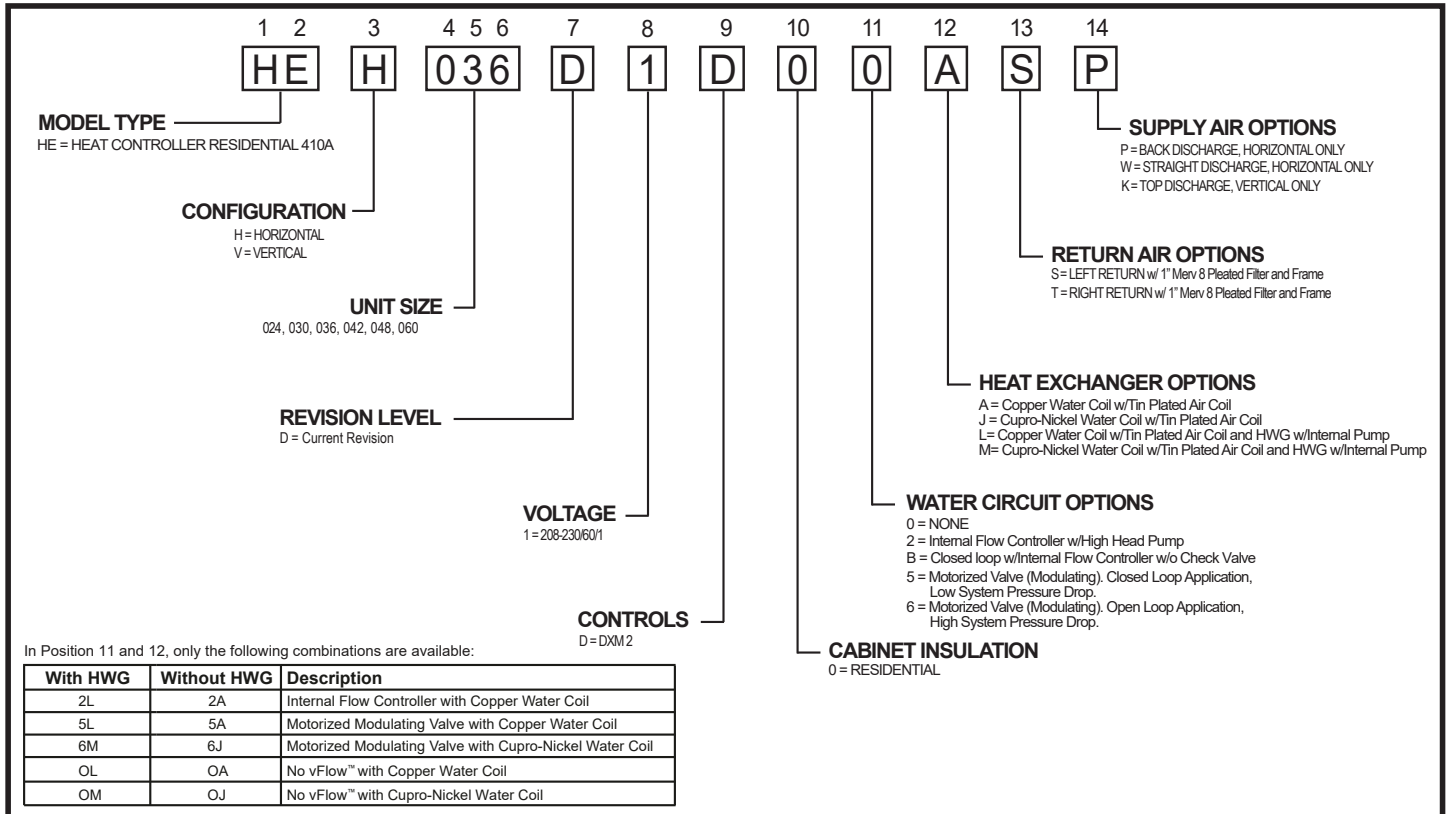 1 2 3 4 5 6 7 8 9 10 11 12 13 14
HE H 036 D 1 D 0 0 A S P
MODEL TYPE
HE = HEAT CONTROLLER RESIDENTIAL 410A
SUPPLY AIR OPTIONS
P = BACK DISCHARGE, HORIZONTAL ONLY
W = STRAIGHT DISCHARGE, HORIZONTAL ONLY
K = TOP DISCHARGE, VERTICAL ONLY
CONFIGURATION
H = HORIZONTAL
V = VERTICAL
RETURN AIR OPTIONS
S = LEFT RETURN w/ 1" Merv 8 Pleated Filter and Frame
T = RIGHT RETURN w/ 1" Merv 8 Pleated Filter and Frame
UNIT SIZE
024, 030, 036, 042, 048, 060
HEAT EXCHANGER OPTIONS
A = Copper Water Coil w/Tin Plated Air Coil
J = Cupro-Nickel Water Coil w/Tin Plated Air Coil
L= Copper Water Coil w/Tin Plated Air Coil and HWG w/Internal Pump
M= Cupro-Nickel Water Coil w/Tin Plated Air Coil and HWG w/Internal Pump
REVISION LEVEL
D = Current Revision
WATER CIRCUIT OPTIONS
0 = NONE
2 = Internal Flow Controller w/High Head Pump
B = Closed loop w/Internal Flow Controller w/o Check Valve
5 = Motorized Valve (Modulating). Closed Loop Application,
Low System Pressure Drop.
6 = Motorized Valve (Modulating). Open Loop Application,
High System Pressure Drop.
VOLTAGE
1 = 208-230/60/1
CONTROLS
D = DXM2
CABINET INSULATION
0 = RESIDENTIAL
In Position 11 and 12, only the following combinations are available:
With HWG Without HWG Description
2L 2A Internal Flow Controller with Copper Water Coil
5L 5A Motorized Modulating Valve with Copper Water Coil
6M 6J Motorized Modulating Valve with Cupro-Nickel Water Coil
OL OA No vFlow™ with Copper Water Coil
OM OJ No vFlow™ with Cupro-Nickel Water Coil